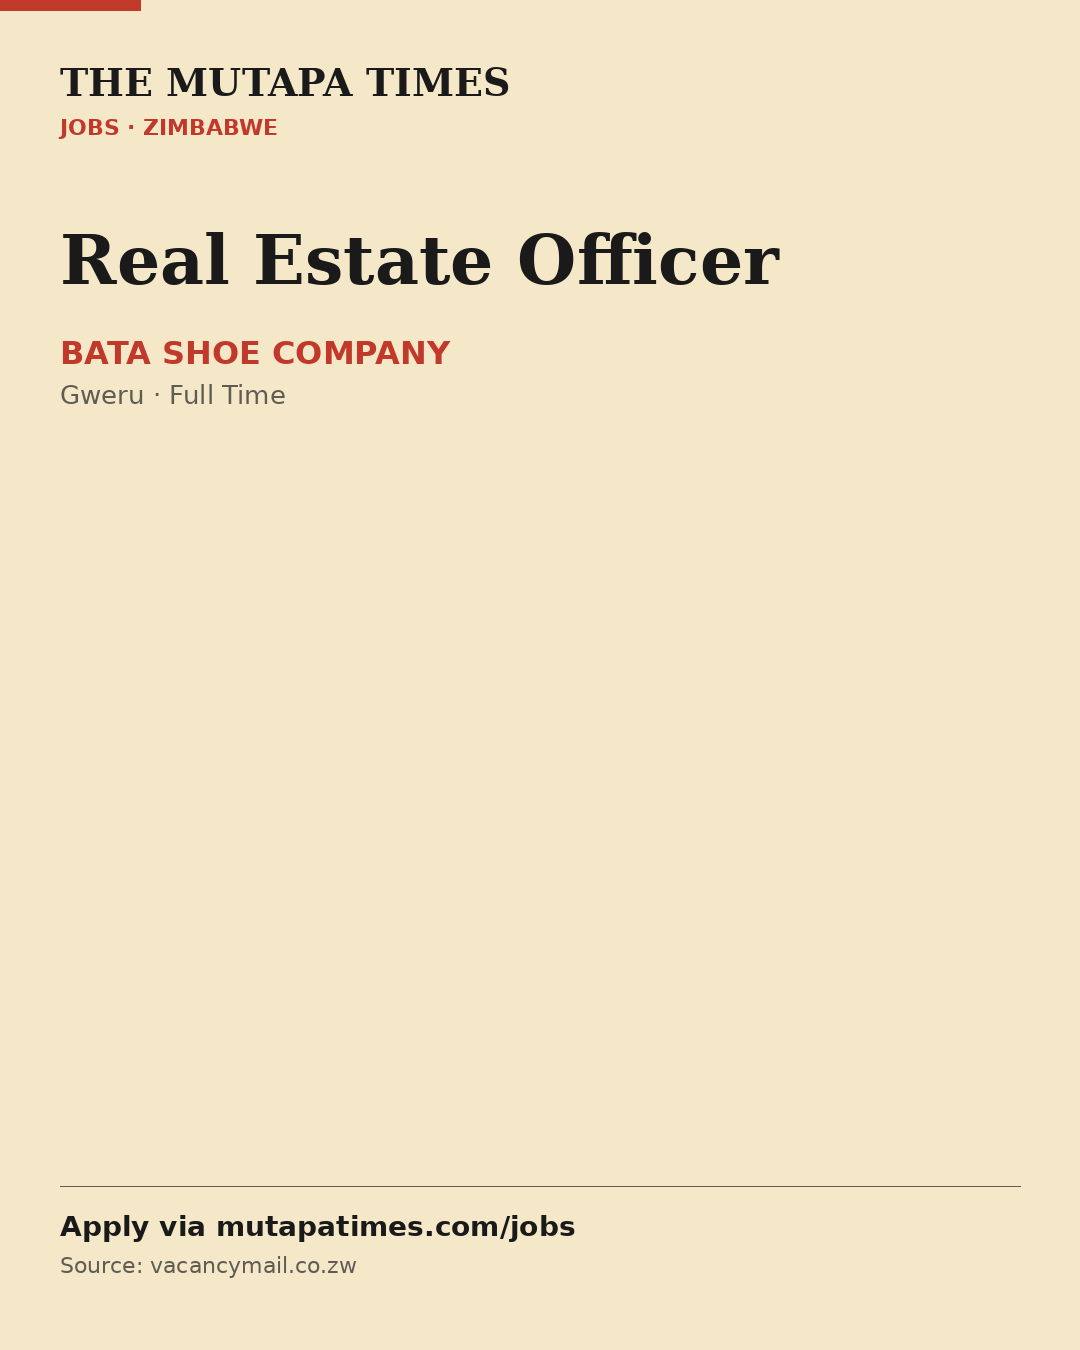 THE MUTAPA TIMES
JOBS · ZIMBABWE
Real Estate Officer
BATA SHOE COMPANY
Gweru · Full Time
Apply via mutapatimes.com/jobs
Source: vacancymail.co.zw